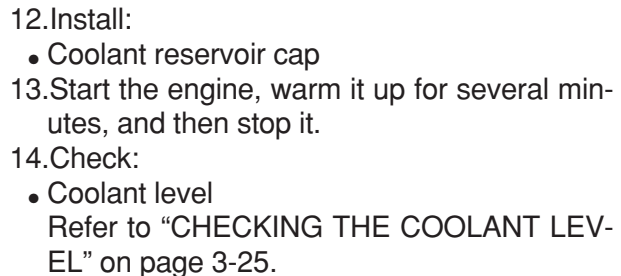 12.Install:
● Coolant reservoir cap
13.Start the engine, warm it up for several min-
utes, and then stop it.
14.Check:
● Coolant level
Refer to “CHECKING THE COOLANT LEV-
EL” on page 3-25.